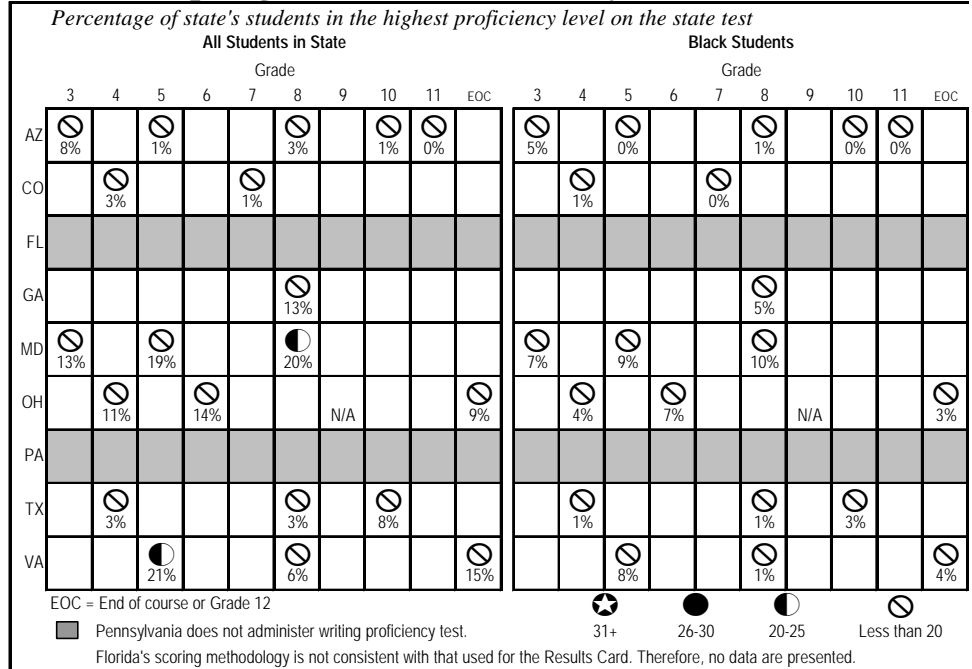 Percentage of state's students in the highest proficiency level on the state test
All Students in State Black Students
Grade Grade
3 4 5 6 7 8 9 10 11 EOC 3 4 5 6 7 8 9 10 11 EOC
AZ 8% 1% 3% 1% 0% 5% 0% 1% 0% 0%
CO 3% 1% 1% 0%
FL
GA 13% 5%
MD 13% 19% 20% 7% 9% 10%
OH 11% 14% N/A 9% 4% 7% N/A 3%
PA
TX 3% 3% 8% 1% 1% 3%
VA 21% 6% 15% 8% 1% 4%
EOC = End of course or Grade 12
Pennsylvania does not administer writing proficiency test. 31+ 26-30 20-25 Less than 20
Florida's scoring methodology is not consistent with that used for the Results Card. Therefore, no data are presented.